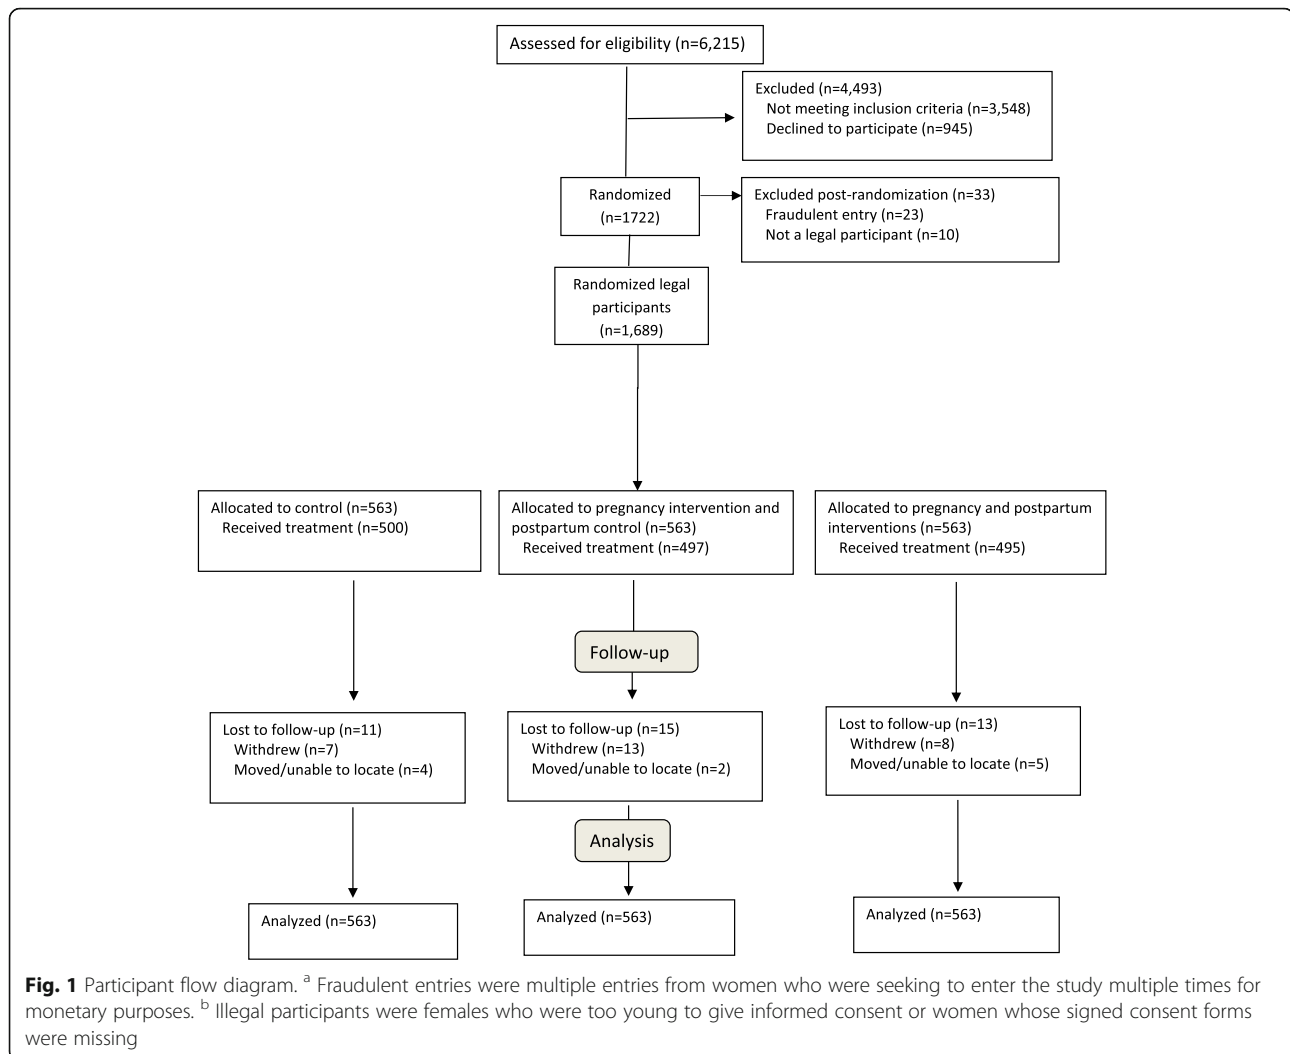 Assessed for eligibility (n=6,215)
Excluded (n=4,493)
Not meeting inclusion criteria (n=3,548)
Declined to participate (n=945)
Randomized
(n=1722)
Excluded post-randomization (n=33)
Fraudulent entry (n=23)
Not a legal participant (n=10)
Randomized legal
participants
(n=1,689)
Allocated to control (n=563)
Received treatment (n=500)
Allocated to pregnancy intervention and
postpartum control (n=563)
Received treatment (n=497)
Allocated to pregnancy and postpartum
interventions (n=563)
Received treatment (n=495)
Follow-up
Lost to follow-up (n=11)
Withdrew (n=7)
Moved/unable to locate (n=4)
Lost to follow-up (n=15)
Withdrew (n=13)
Moved/unable to locate (n=2)
Lost to follow-up (n=13)
Withdrew (n=8)
Moved/unable to locate (n=5)
Analysis
Analyzed (n=563)
Analyzed (n=563)
Analyzed (n=563)
Fig. 1 Participant flow diagram. a Fraudulent entries were multiple entries from women who were seeking to enter the study multiple times for
monetary purposes. b Illegal participants were females who were too young to give informed consent or women whose signed consent forms
were missing